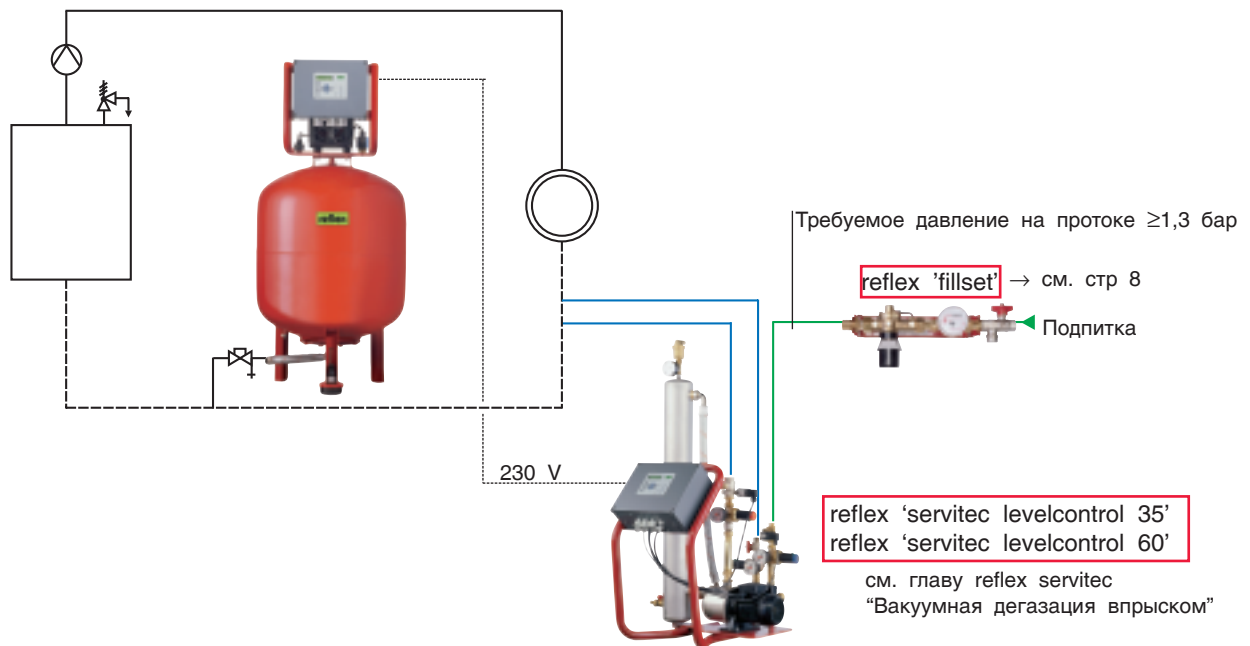 reflex
Требуемое давление на протоке ≥1,3 бар
reflex 'fillset' → см. стр 8
Подпитка
230 V
reflex ‘servitec levelcontrol 35’
reflex ‘servitec levelcontrol 60’
см. главу reflex servitec
“Вакуумная дегазация впрыском”